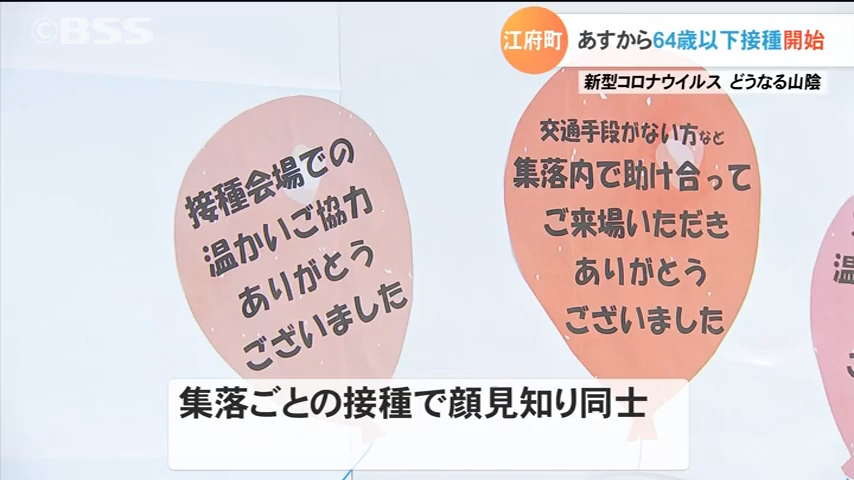 ©BSS
江府町
あすから64歳以下接種開始
新型コロナウイルス どうなる山陰
接種会場での
温かいご協力
ありがとう
ございました
交通手段がない方など
集落内で助け合って
ご来場いただき
ありがとう
ございました
温
集落ごとの接種で顔見知り同士